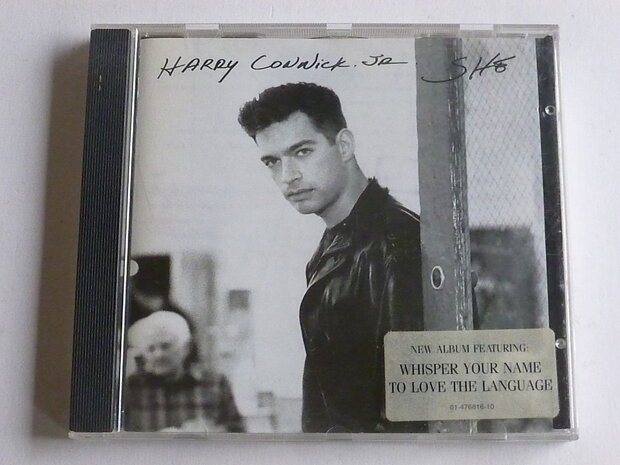 HARRY CONNICK. JR. SHE
NEW ALBUM FEATURING:
WHISPER YOUR NAME
TO LOVE THE LANGUAGE
01-476816-10